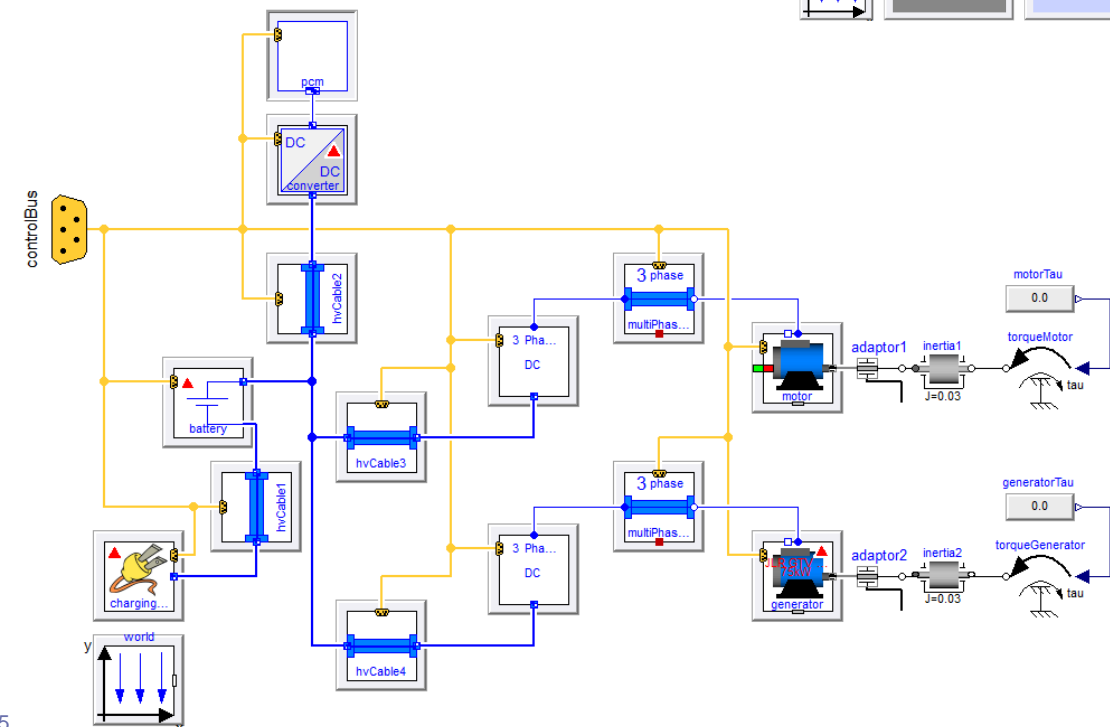 pcm
DC
DC
converter
controlBus
hvCable2
3 phase
multiPhas...
motorTau
0.0
3 Pha...
DC
adaptor1
inertia1
torqueMotor
tau
J=0.03
motor
battery
hvCable3
hvCable1
3 phase
multiPhas...
generatorTau
0.0
3 Pha...
DC
adaptor2
inertia2
torqueGenerator
tau
J=0.03
generator
charging...
world
y
hvCable4
5